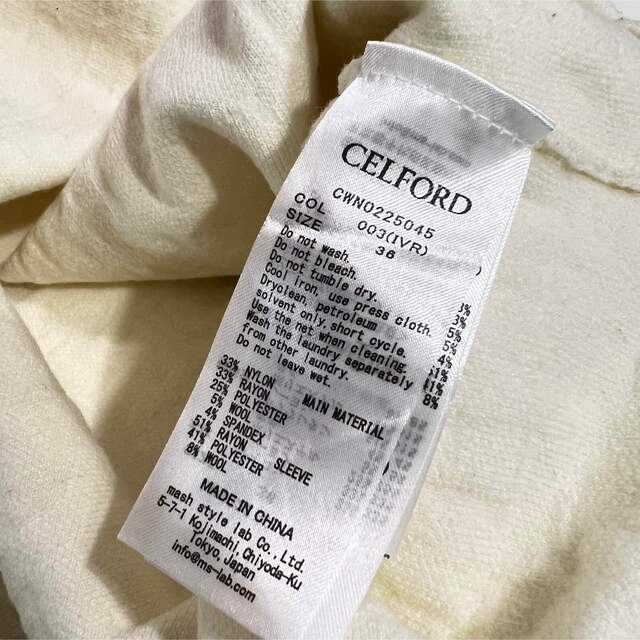 CELFORD
CWN0225045
COL 003(IVR)
SIZE 36
Do not wash.
Do not bleach.
Do not tumble dry.
Cool iron, use press cloth.
Dryclean, petroleum
solvent only, short cycle.
Use the net when cleaning.
Wash the laundry separately
from other laundry.
Do not leave wet.
33% NYLON MAIN MATERIAL
RAYON
25% POLYESTER
5% WOOL
4% SPANDEX
51% RAYON SLEEVE
41% POLYESTER
8% WOOL
MADE IN CHINA
mash style lab Co., Ltd.
5-7-1 Kojimachi, Chiyoda-Ku
Tokyo, Japan
info@ms-lab.com